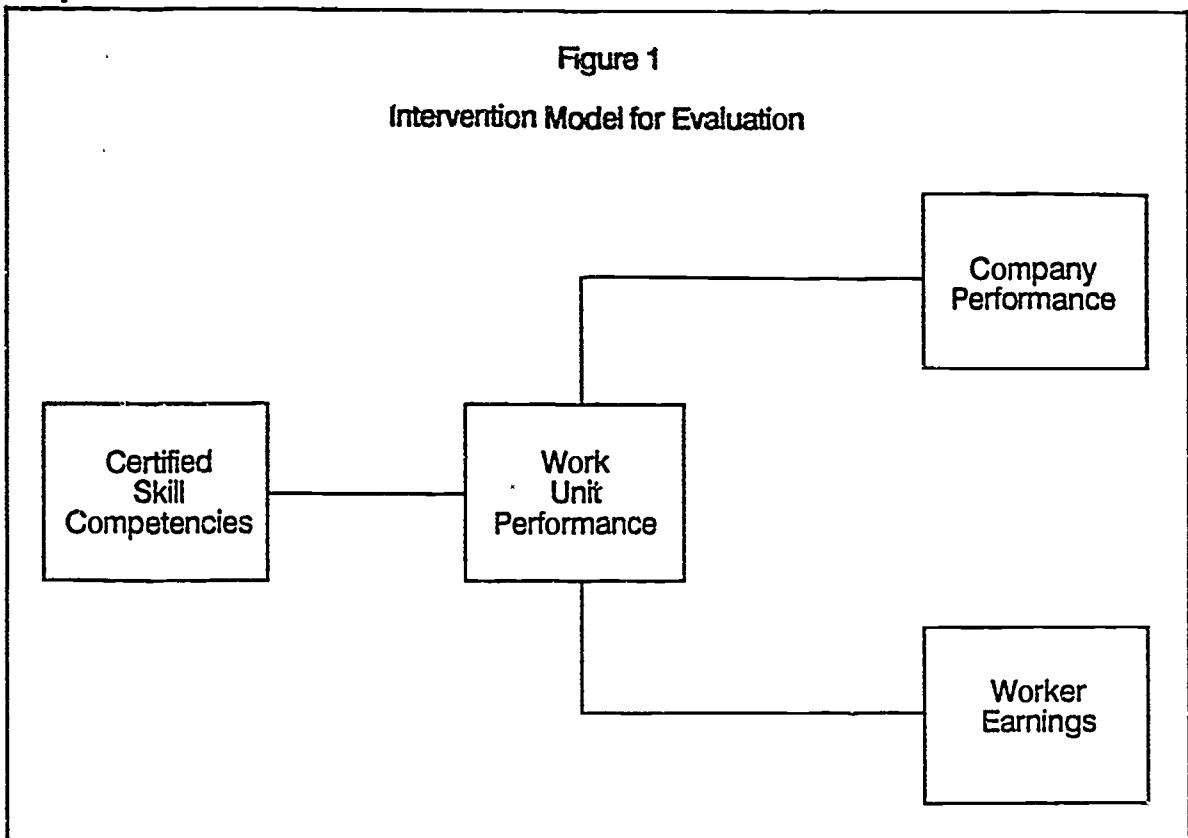 Figure 1
Intervention Model for Evaluation
Company
Performance
Certified
Skill
Competencies
Work
Unit
Performance
Worker
Earnings